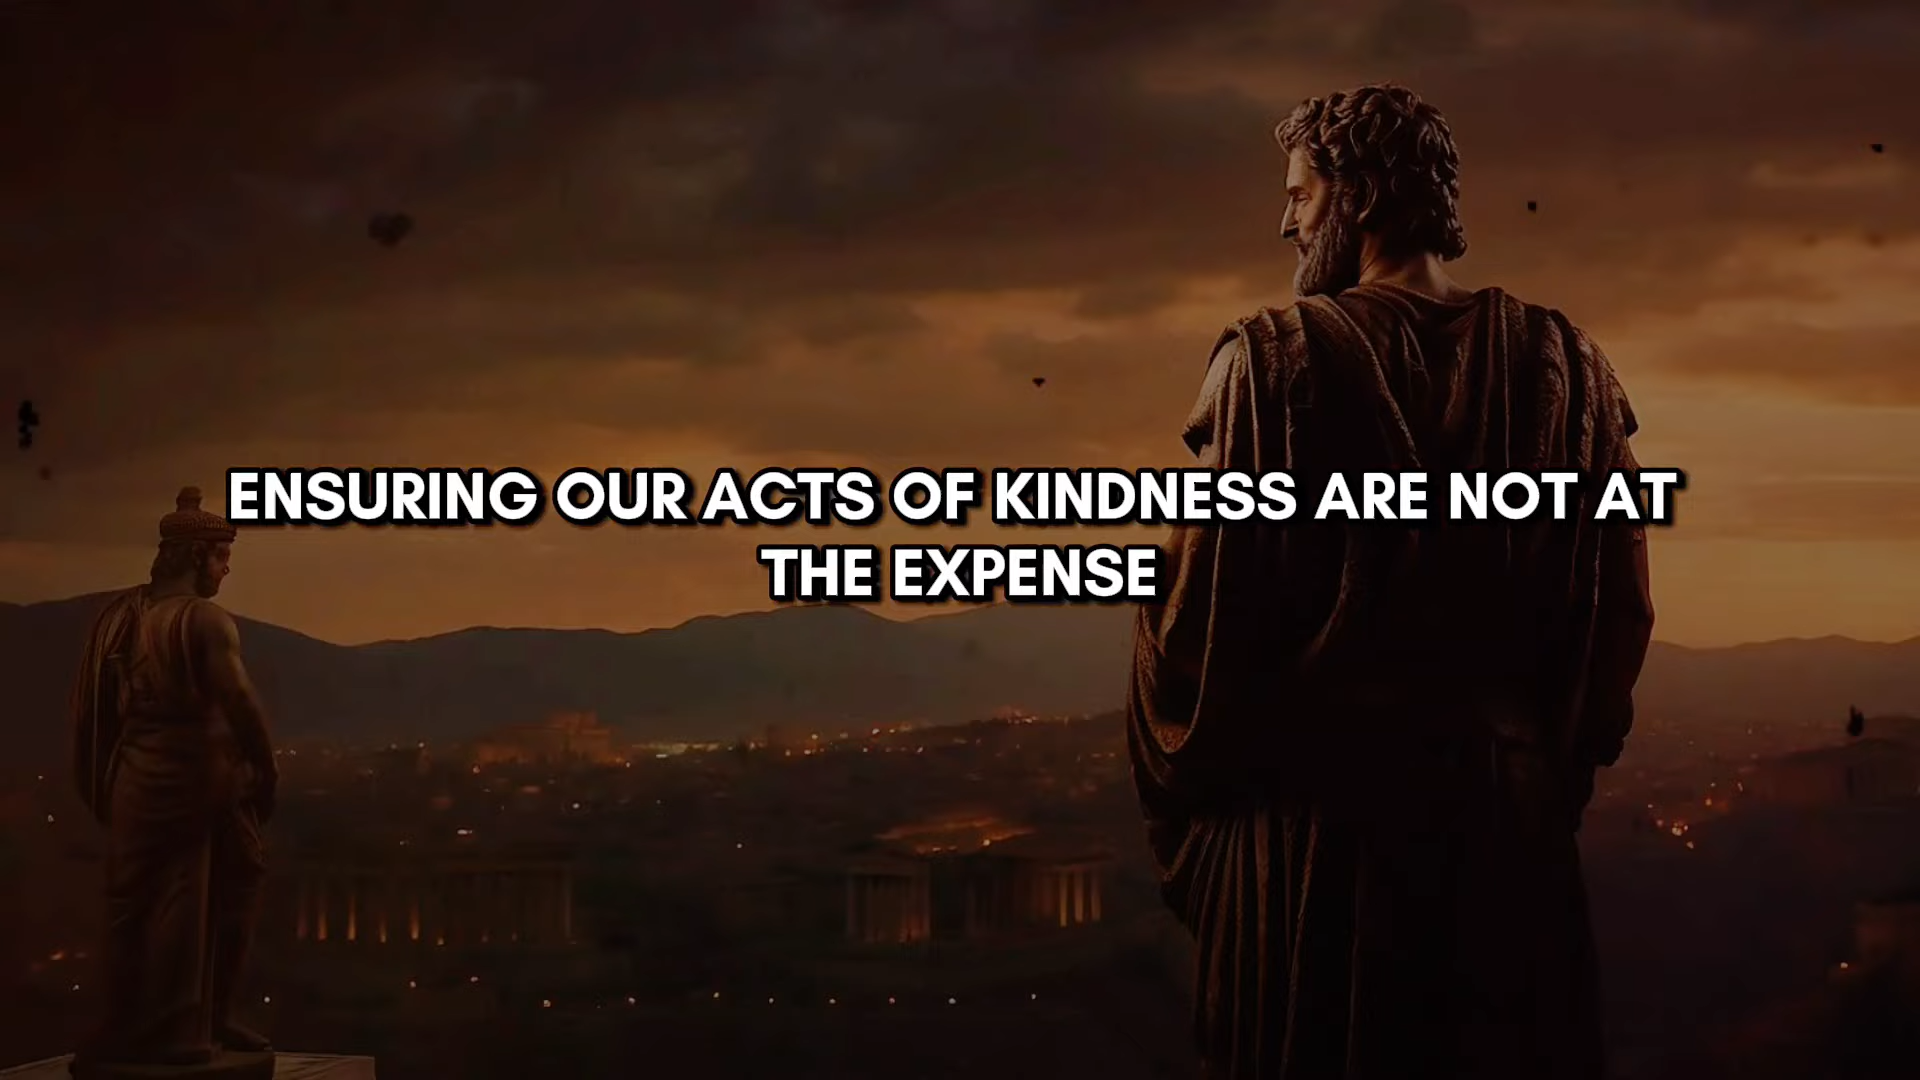 ENSURING OUR ACTS OF KINDNESS ARE NOT AT
THE EXPENSE